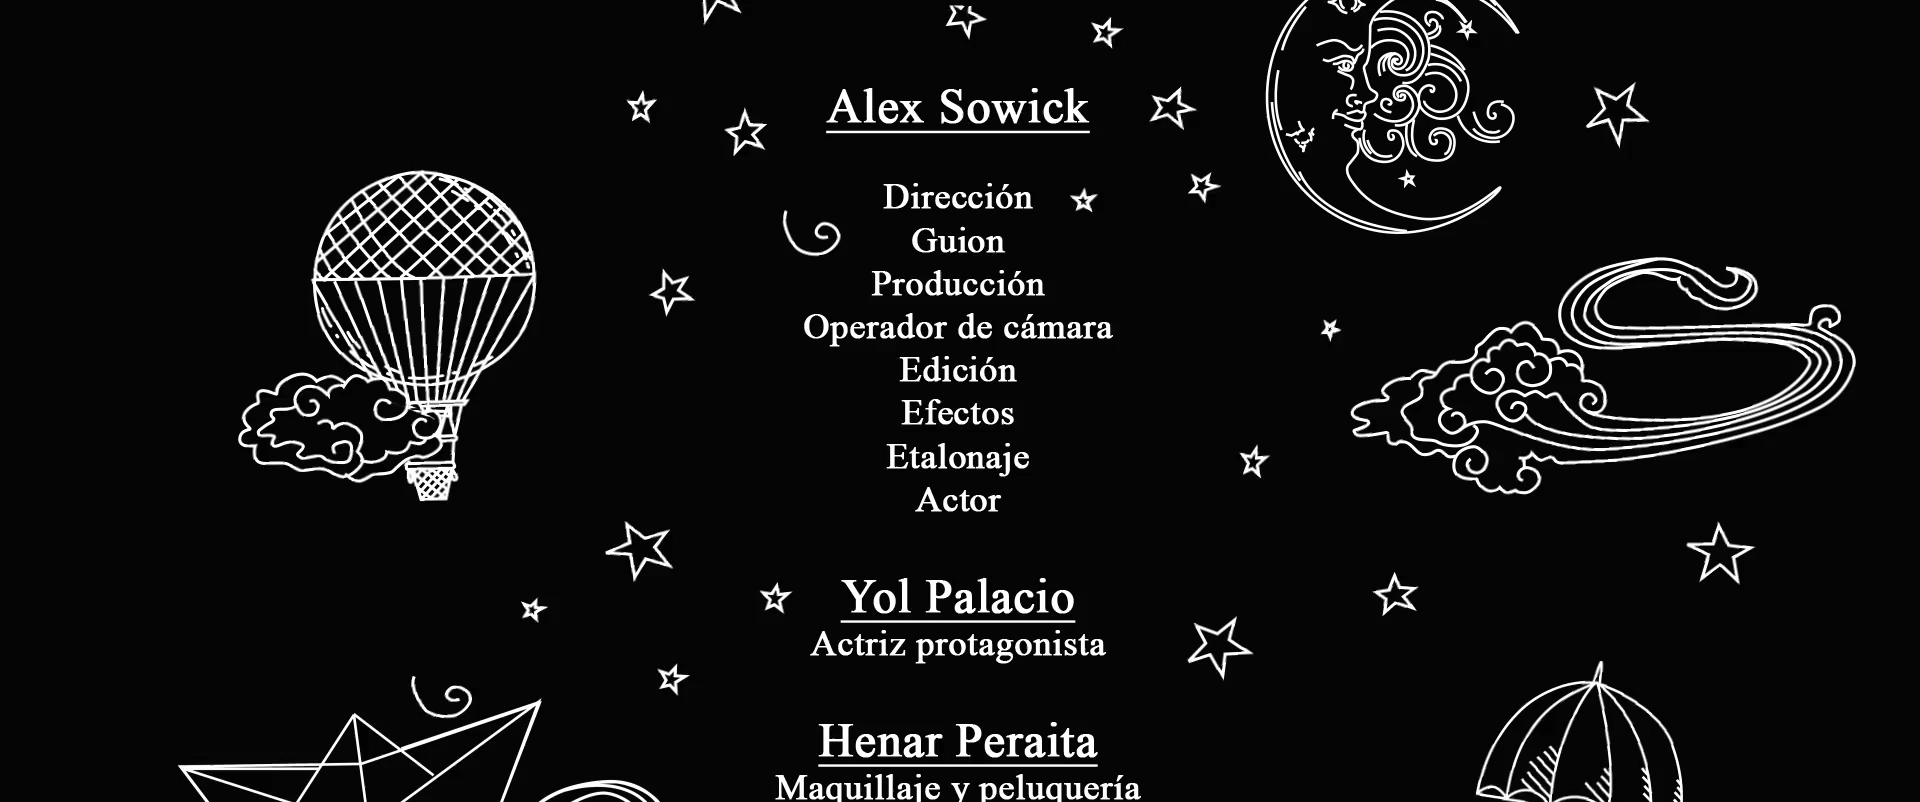 Alex Sowick
Dirección
Guion
Producción
Operador de cámara
Edición
Efectos
Etalonaje
Actor
Yol Palacio
Actriz protagonista
Henar Peraita
Maquillaje y peluquería